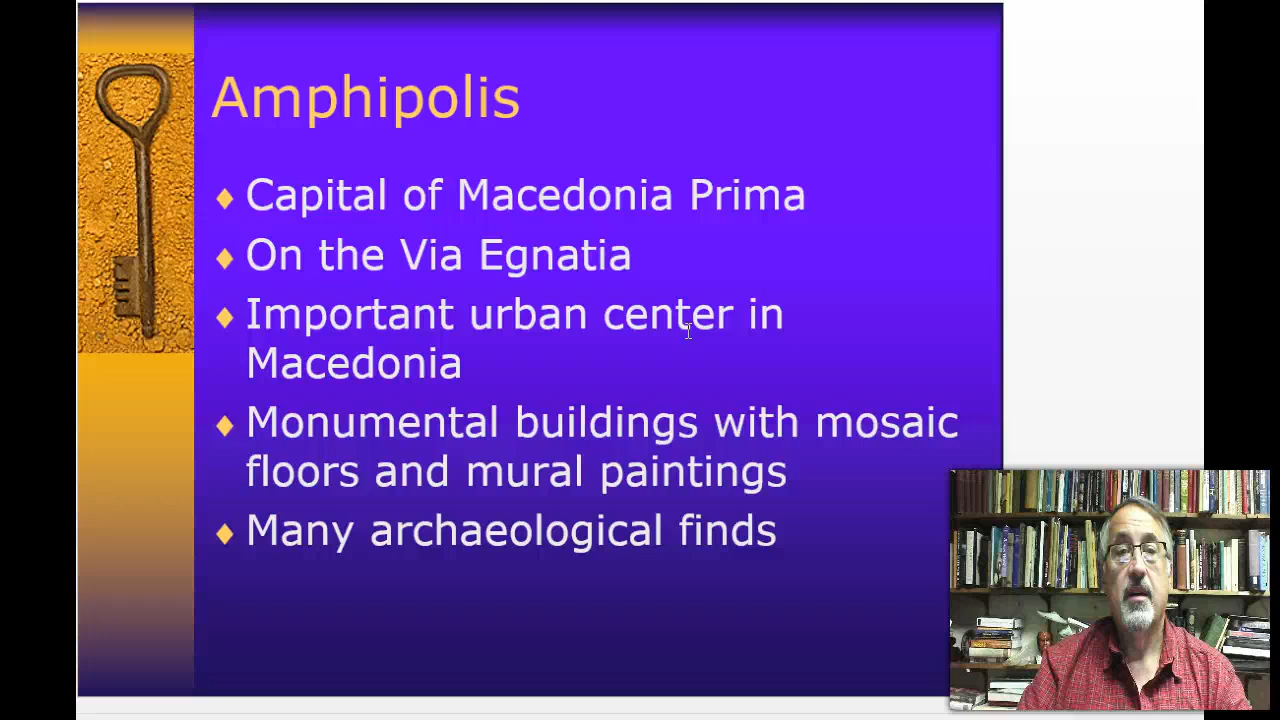 Amphipolis
Capital of Macedonia Prima
On the Via Egnatia
Important urban center in
Macedonia
Monumental buildings with mosaic
floors and mural paintings
Many archaeological finds